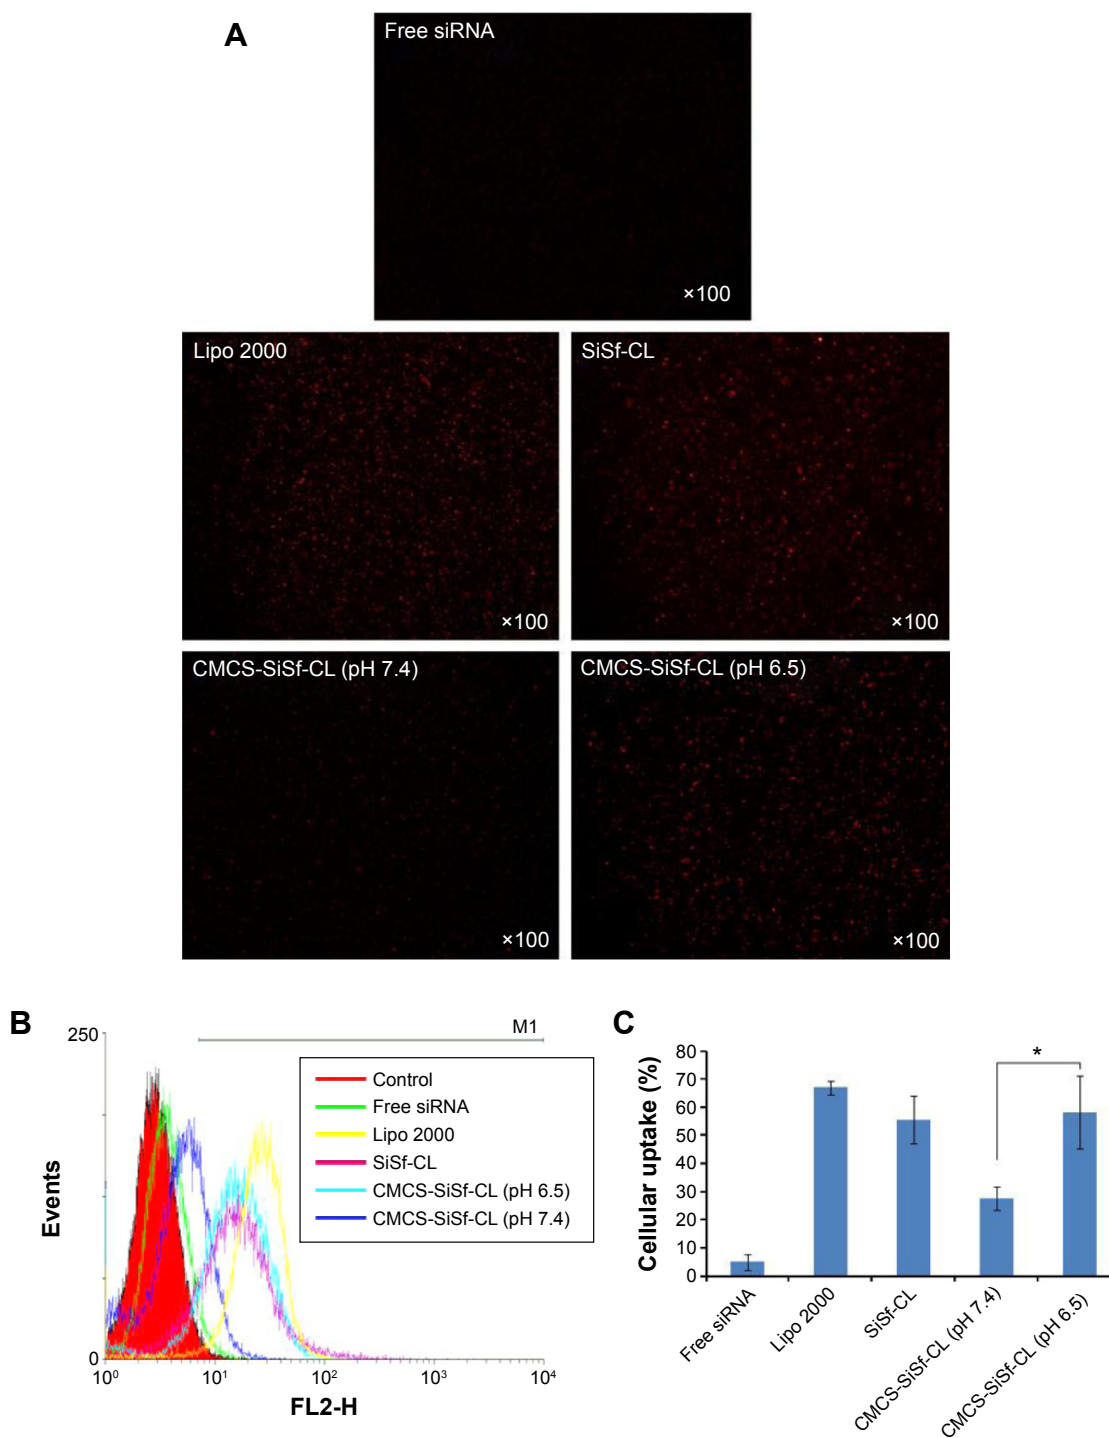 A
Free siRNA
×100
Lipo 2000
×100
SiSf-CL
×100
CMCS-SiSf-CL (pH 7.4)
×100
CMCS-SiSf-CL (pH 6.5)
×100
B
250
M1
Control
Free siRNA
Lipo 2000
SiSf-CL
CMCS-SiSf-CL (pH 6.5)
CMCS-SiSf-CL (pH 7.4)
Events
0
10⁰
10¹
10²
10³
10⁴
FL2-H
C
Cellular uptake (%)
80
70
60
50
40
30
20
10
0
*
Free siRNA
Lipo 2000
SiSf-CL
CMCS-SiSf-CL (pH 7.4)
CMCS-SiSf-CL (pH 6.5)